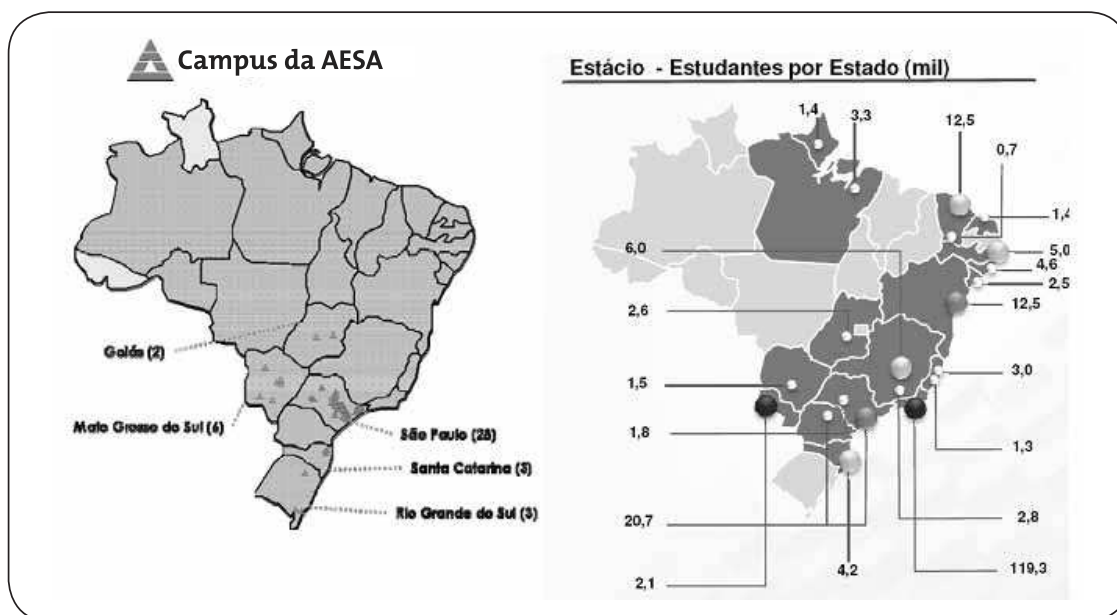 Campus da AESA
Goiás (2)
Mato Grosso do Sul (6)
São Paulo (28)
Santa Catarina (3)
Rio Grande do Sul (3)
Estácio - Estudantes por Estado (mil)
1,4
3,3
12,5
0,7
1,4
6,0
5,0
4,6
2,5
12,5
2,6
3,0
1,5
1,8
1,3
20,7
2,8
4,2
119,3
2,1